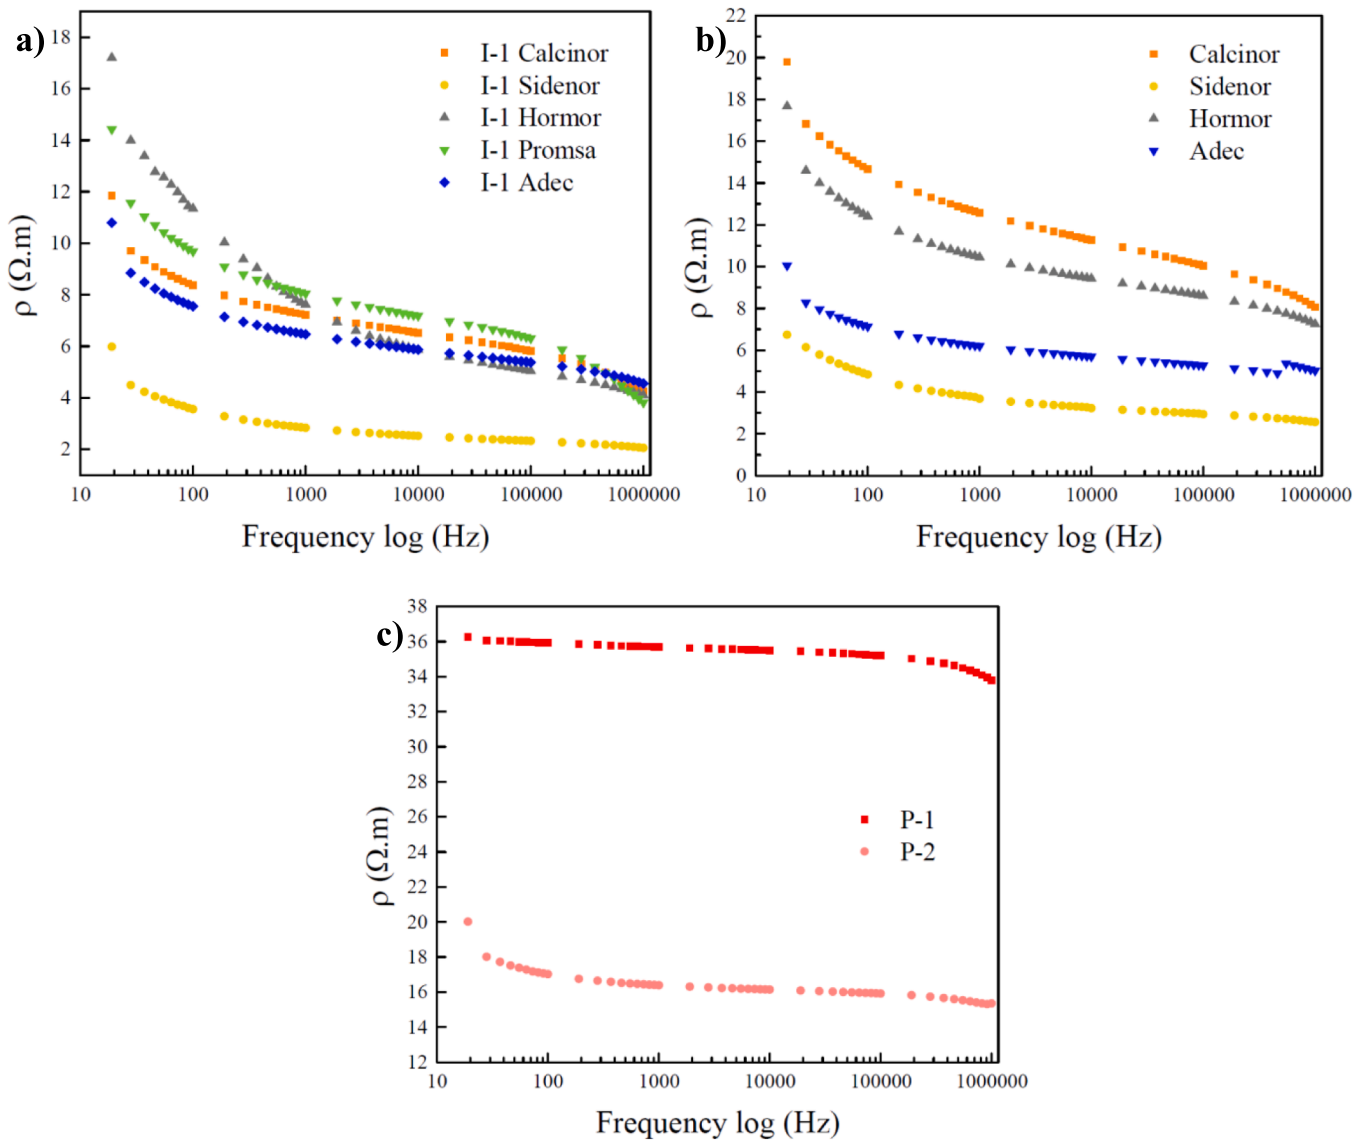 a)
18
16
14
12
10
8
6
4
2
ρ (Ω.m)
I-1 Calcinor
I-1 Sidenor
I-1 Hormor
I-1 Promsa
I-1 Adec
10 100 1000 10000 100000 1000000
Frequency log (Hz)
b)
22
20
18
16
14
12
10
8
6
4
2
0
ρ (Ω.m)
Calcinor
Sidenor
Hormor
Adec
10 100 1000 10000 100000 1000000
Frequency log (Hz)
c)
38
36
34
32
30
28
26
24
22
20
18
16
14
12
ρ (Ω.m)
P-1
P-2
10 100 1000 10000 100000 1000000
Frequency log (Hz)